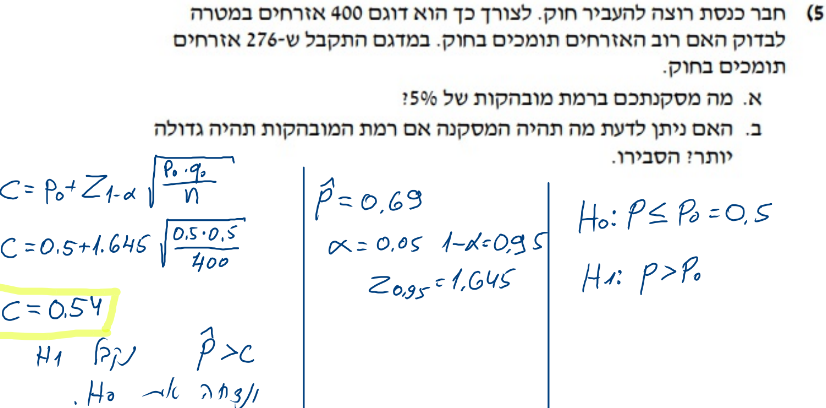 5) חבר כנסת רוצה להעביר חוק. לצורך כך הוא דוגם 400 אזרחים במטרה
לבדוק האם רוב האזרחים תומכים בחוק. במדגם התקבל ש-276 אזרחים
תומכים בחוק.
א. מה מסקנתכם ברמת מובהקות של 5%?
ב. האם ניתן לדעת מה תהיה המסקנה אם רמת המובהקות תהיה גדולה
יותר? הסבירו.
H₀: P ≤ P₀ = 0,5
H₁: P > P₀
p̂ = 0,69
α = 0,05 1-α = 0,95
Z₀,₉₅ = 1,645
C = P₀ + Z₁₋α √(P₀·q₀/n)
C = 0.5 + 1.645 √(0.5·0.5/400)
C = 0.54
p̂ > C נקבל H1
ונדחה את H₀.